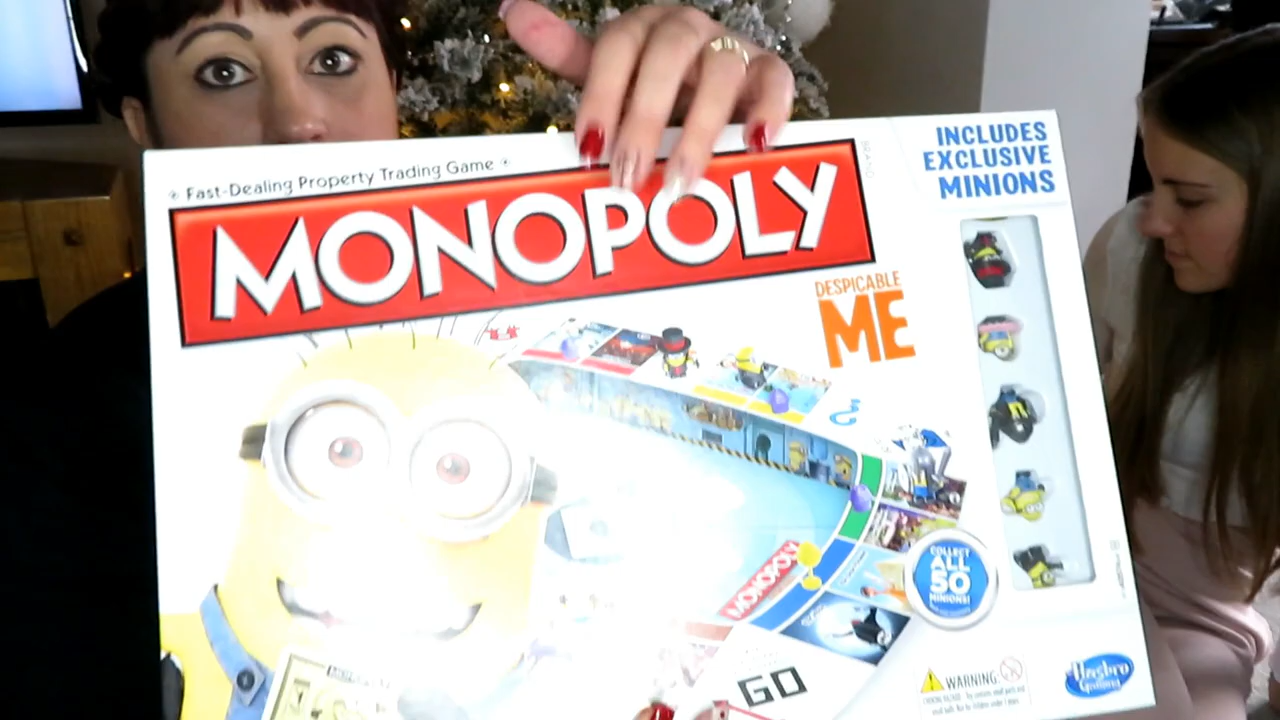 Fast-Dealing Property Trading Game
MONOPOLY
INCLUDES
EXCLUSIVE
MINIONS
DESPICABLE
ME
COLLECT
ALL
50
MINIONS!
MONOPOLY
GO
WARNING:
Hasbro
Gaming